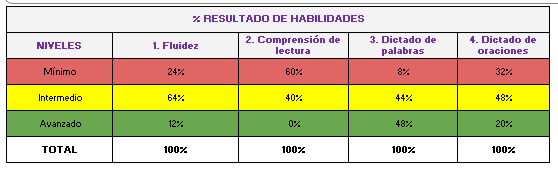 % RESULTADO DE HABILIDADES
NIVELES 1. Fluidez 2. Comprensión de lectura 3. Dictado de palabras 4. Dictado de oraciones
Mínimo 24% 60% 8% 32%
Intermedio 64% 40% 44% 48%
Avanzado 12% 0% 48% 20%
TOTAL 100% 100% 100% 100%